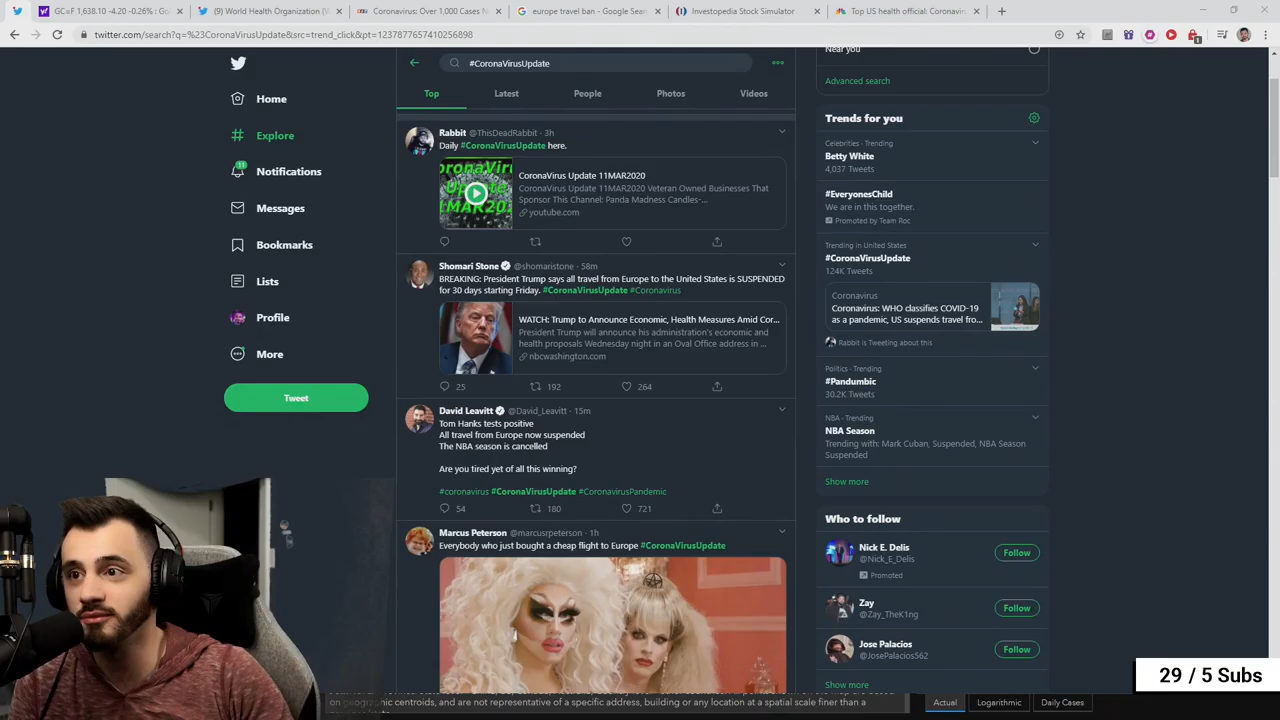 GC=F 1,638.10 -4.20 -0.26% : G
(9) World Health Organization (W
Coronavirus: Over 1,000 Cases N
europe travel ban - Google Sear
Investopedia Stock Simulator
Top US health official: Coronavir
twitter.com/search?q=%23CoronaVirusUpdate&src=trend_click&pt=1237877657410256898
Home
Explore
11
Notifications
Messages
Bookmarks
Lists
Profile
More
Tweet
#CoronaVirusUpdate
Top
Latest
People
Photos
Videos
Rabbit @ThisDeadRabbit · 3h
Daily #CoronaVirusUpdate here.
CoronaVirus Update 11MAR2020
CoronaVirus Update 11MAR2020 Veteran Owned Businesses That
Sponsor This Channel: Panda Madness Candles-...
youtube.com
Shomari Stone @shomaristone · 58m
BREAKING: President Trump says all travel from Europe to the United States is SUSPENDED
for 30 days starting Friday. #CoronaVirusUpdate #Coronavirus
WATCH: Trump to Announce Economic, Health Measures Amid Cor...
President Trump will announce his administration's economic and
health proposals Wednesday night in an Oval Office address in ...
nbcwashington.com
25
192
264
David Leavitt @David_Leavitt · 15m
Tom Hanks tests positive
All travel from Europe now suspended
The NBA season is cancelled
Are you tired yet of all this winning?
#coronavirus #CoronaVirusUpdate #CoronavirusPandemic
54
180
721
Marcus Peterson @marcusrpeterson · 1h
Everybody who just bought a cheap flight to Europe #CoronaVirusUpdate
Near you
Advanced search
Trends for you
Celebrities · Trending
Betty White
4,037 Tweets
#EveryonesChild
We are in this together.
Promoted by Team Roc
Trending in United States
#CoronaVirusUpdate
124K Tweets
Coronavirus
Coronavirus: WHO classifies COVID-19
as a pandemic, US suspends travel fro...
Rabbit is Tweeting about this
Politics · Trending
#Pandumbic
30.2K Tweets
NBA · Trending
NBA Season
Trending with: Mark Cuban, Suspended, NBA Season
Suspended
Show more
Who to follow
Nick E. Delis
@Nick_E_Delis
Promoted
Follow
Zay
@Zay_TheK1ng
Follow
Jose Palacios
@JosePalacios562
Follow
Show more
29 / 5 Subs
on geographic centroids, and are not representative of a specific address, building or any location at a spatial scale finer than a
Actual
Logarithmic
Daily Cases